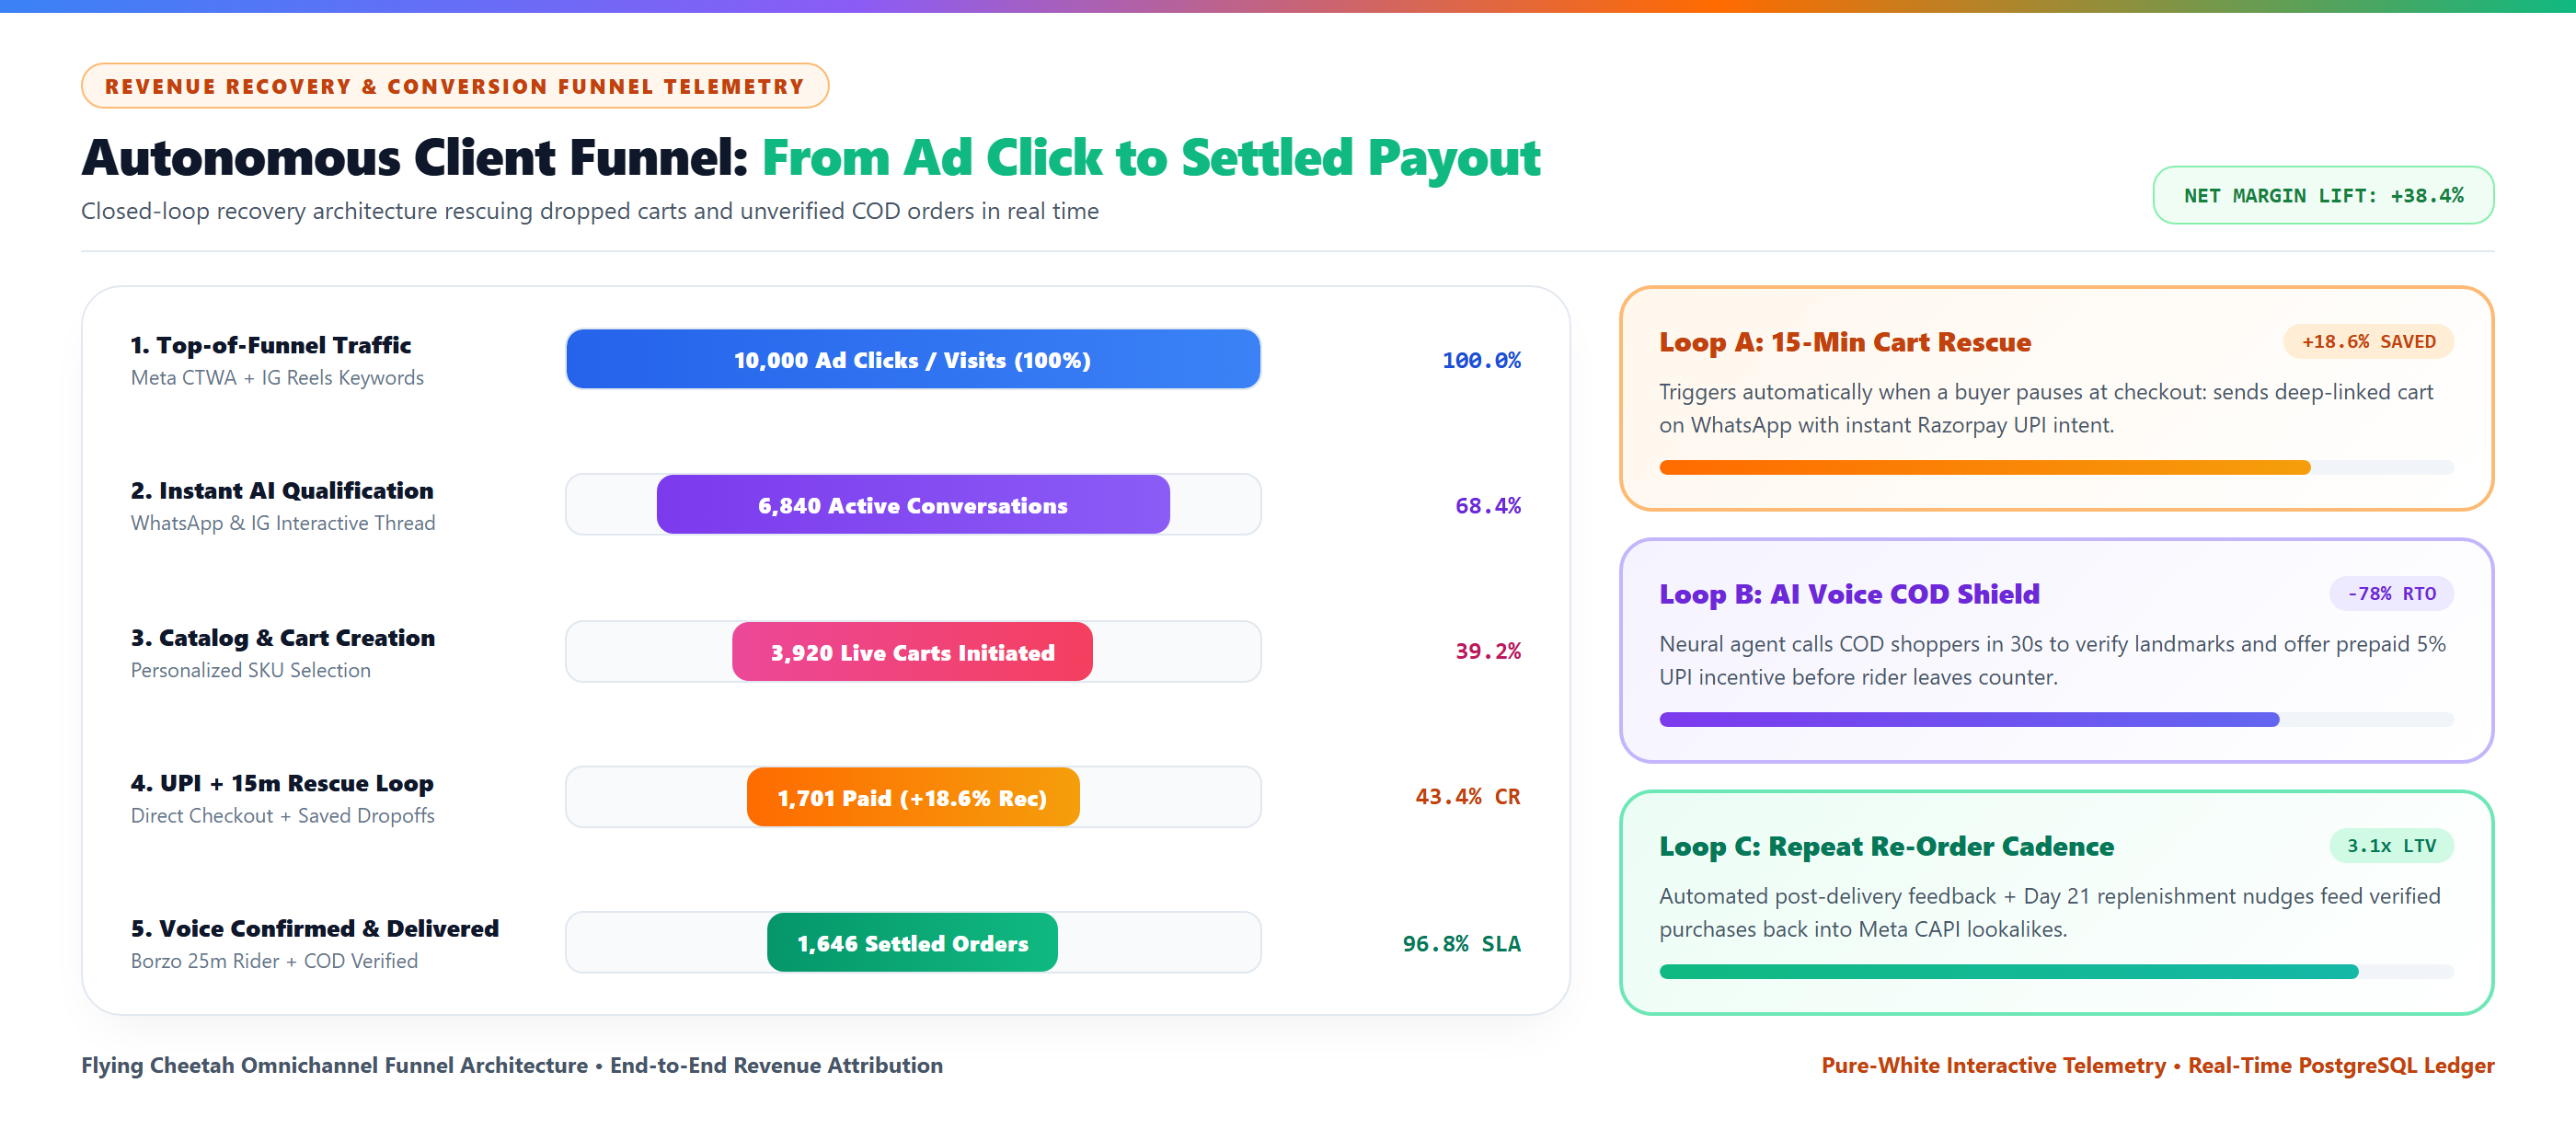 REVENUE RECOVERY & CONVERSION FUNNEL TELEMETRY
Autonomous Client Funnel: From Ad Click to Settled Payout
Closed-loop recovery architecture rescuing dropped carts and unverified COD orders in real time
NET MARGIN LIFT: +38.4%
1. Top-of-Funnel Traffic
Meta CTWA + IG Reels Keywords
10,000 Ad Clicks / Visits (100%)
100.0%
2. Instant AI Qualification
WhatsApp & IG Interactive Thread
6,840 Active Conversations
68.4%
3. Catalog & Cart Creation
Personalized SKU Selection
3,920 Live Carts Initiated
39.2%
4. UPI + 15m Rescue Loop
Direct Checkout + Saved Dropoffs
1,701 Paid (+18.6% Rec)
43.4% CR
5. Voice Confirmed & Delivered
Borzo 25m Rider + COD Verified
1,646 Settled Orders
96.8% SLA
Loop A: 15-Min Cart Rescue
+18.6% SAVED
Triggers automatically when a buyer pauses at checkout: sends deep-linked cart
on WhatsApp with instant Razorpay UPI intent.
Loop B: AI Voice COD Shield
-78% RTO
Neural agent calls COD shoppers in 30s to verify landmarks and offer prepaid 5%
UPI incentive before rider leaves counter.
Loop C: Repeat Re-Order Cadence
3.1x LTV
Automated post-delivery feedback + Day 21 replenishment nudges feed verified
purchases back into Meta CAPI lookalikes.
Flying Cheetah Omnichannel Funnel Architecture • End-to-End Revenue Attribution
Pure-White Interactive Telemetry • Real-Time PostgreSQL Ledger